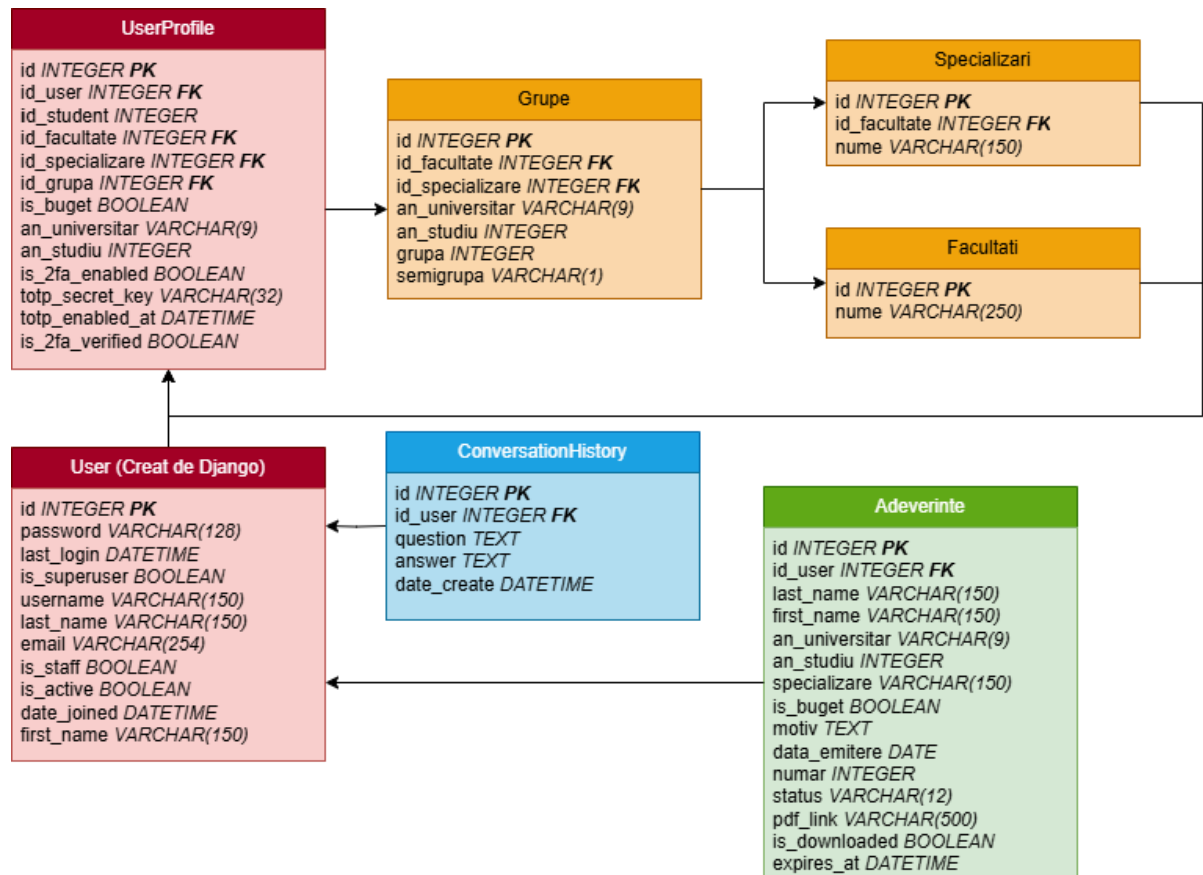 UserProfile
id INTEGER PK
id_user INTEGER FK
id_student INTEGER
id_facultate INTEGER FK
id_specializare INTEGER FK
id_grupa INTEGER FK
is_buget BOOLEAN
an_universitar VARCHAR(9)
an_studiu INTEGER
is_2fa_enabled BOOLEAN
totp_secret_key VARCHAR(32)
totp_enabled_at DATETIME
is_2fa_verified BOOLEAN
Grupe
id INTEGER PK
id_facultate INTEGER FK
id_specializare INTEGER FK
an_universitar VARCHAR(9)
an_studiu INTEGER
grupa INTEGER
semigrupa VARCHAR(1)
Specializari
id INTEGER PK
id_facultate INTEGER FK
nume VARCHAR(150)
Facultati
id INTEGER PK
nume VARCHAR(250)
User (Creat de Django)
id INTEGER PK
password VARCHAR(128)
last_login DATETIME
is_superuser BOOLEAN
username VARCHAR(150)
last_name VARCHAR(150)
email VARCHAR(254)
is_staff BOOLEAN
is_active BOOLEAN
date_joined DATETIME
first_name VARCHAR(150)
ConversationHistory
id INTEGER PK
id_user INTEGER FK
question TEXT
answer TEXT
date_create DATETIME
Adeverinte
id INTEGER PK
id_user INTEGER FK
last_name VARCHAR(150)
first_name VARCHAR(150)
an_universitar VARCHAR(9)
an_studiu INTEGER
specializare VARCHAR(150)
is_buget BOOLEAN
motiv TEXT
data_emitere DATE
numar INTEGER
status VARCHAR(12)
pdf_link VARCHAR(500)
is_downloaded BOOLEAN
expires_at DATETIME